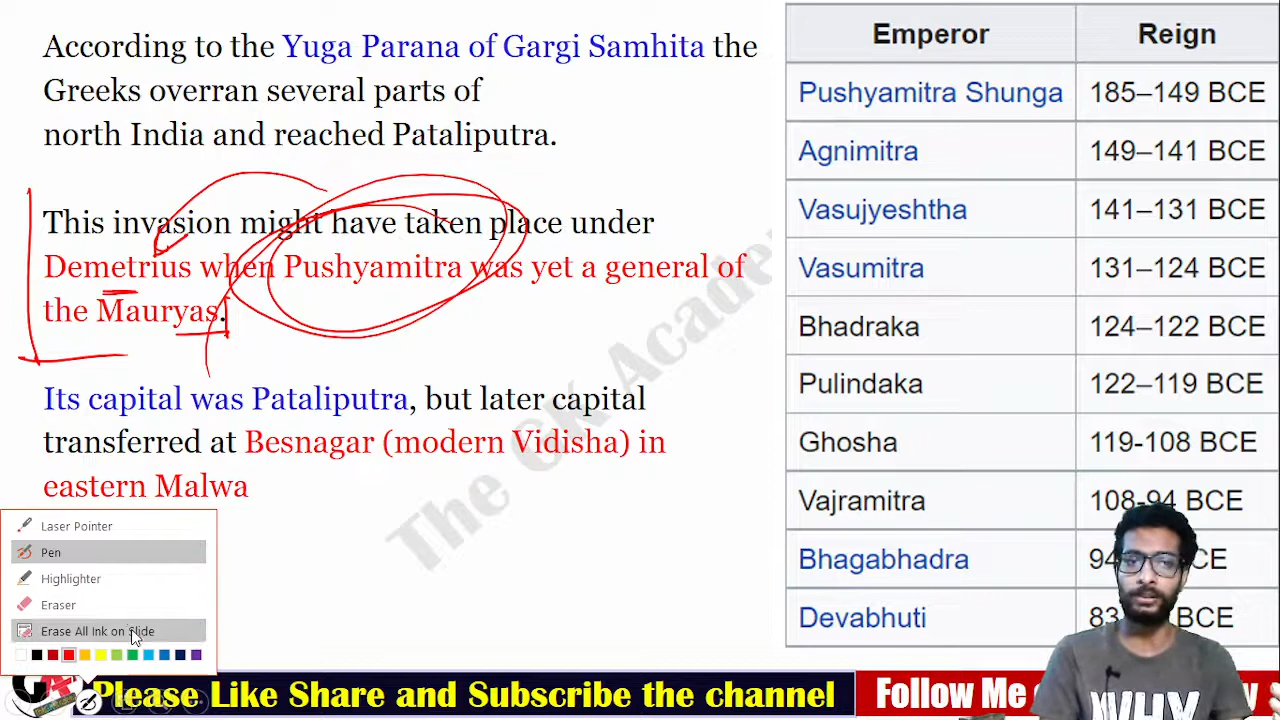 According to the Yuga Parana of Gargi Samhita the
Greeks overran several parts of
north India and reached Pataliputra.
This invasion might have taken place under
Demetrius when Pushyamitra was yet a general of
the Mauryas.
Its capital was Pataliputra, but later capital
transferred at Besnagar (modern Vidisha) in
eastern Malwa
Emperor Reign
Pushyamitra Shunga 185–149 BCE
Agnimitra 149–141 BCE
Vasujyeshtha 141–131 BCE
Vasumitra 131–124 BCE
Bhadraka 124–122 BCE
Pulindaka 122–119 BCE
Ghosha 119-108 BCE
Vajramitra 108-94 BCE
Bhagabhadra
Devabhuti
The GK
Laser Pointer
Pen
Highlighter
Eraser
Erase All Ink on Slide
Please Like Share and Subscribe the channel
Follow Me
WHY